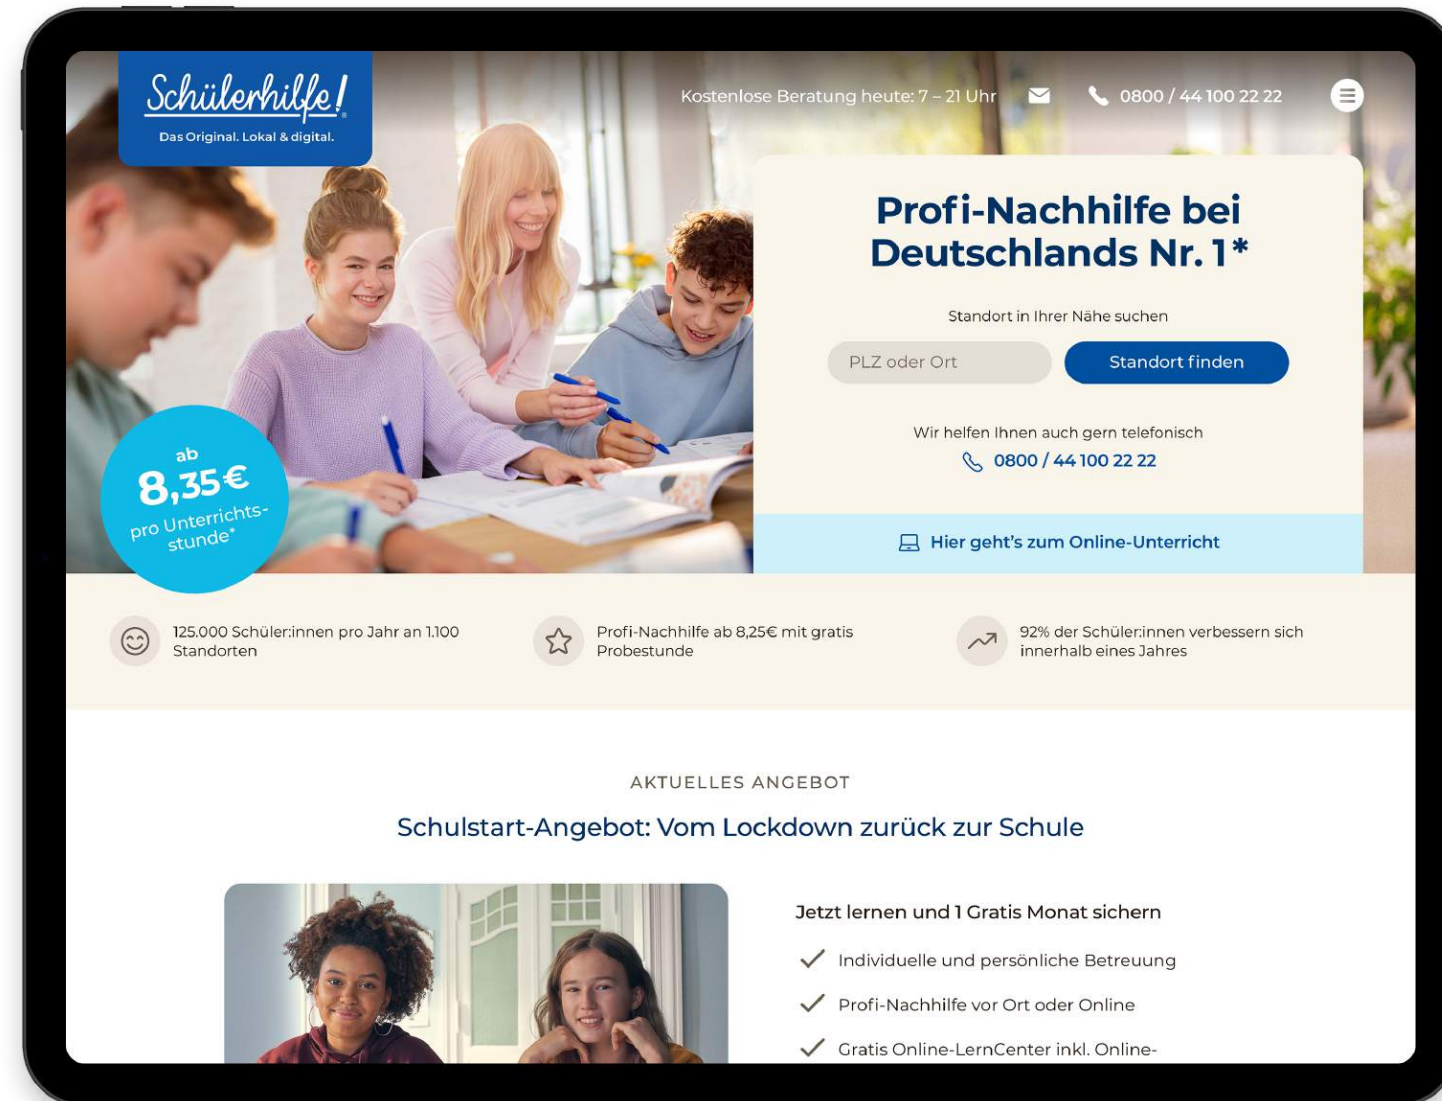 Schülerhilfe!
Das Original. Lokal & digital.
Kostenlose Beratung heute: 7 – 21 Uhr
0800 / 44 100 22 22
Profi-Nachhilfe bei
Deutschlands Nr. 1*
Standort in Ihrer Nähe suchen
PLZ oder Ort
Standort finden
Wir helfen Ihnen auch gern telefonisch
0800 / 44 100 22 22
Hier geht's zum Online-Unterricht
ab
8,35€
pro Unterrichts-
stunde*
125.000 Schüler:innen pro Jahr an 1.100
Standorten
Profi-Nachhilfe ab 8,25€ mit gratis
Probestunde
92% der Schüler:innen verbessern sich
innerhalb eines Jahres
AKTUELLES ANGEBOT
Schulstart-Angebot: Vom Lockdown zurück zur Schule
Jetzt lernen und 1 Gratis Monat sichern
Individuelle und persönliche Betreuung
Profi-Nachhilfe vor Ort oder Online
Gratis Online-LernCenter inkl. Online-